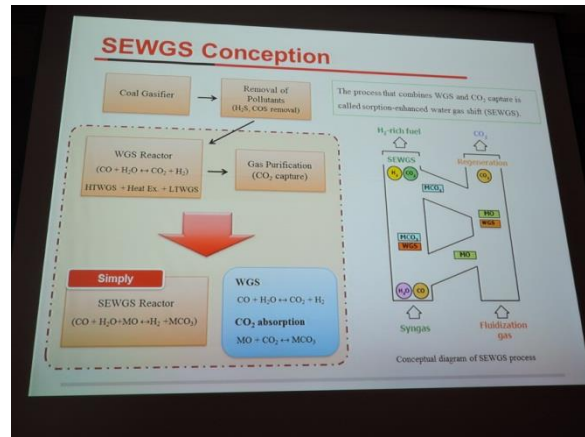 SEWGS Conception
Coal Gasifier
Removal of
Pollutants
(H₂S, COS removal)
The process that combines WGS and CO₂ capture is
called sorption-enhanced water gas shift (SEWGS).
WGS Reactor
(CO + H₂O ↔ CO₂ + H₂)
HTWGS + Heat Ex. + LTWGS
Gas Purification
(CO₂ capture)
Simply
SEWGS Reactor
(CO + H₂O+MO ↔H₂ +MCO₃)
WGS
CO + H₂O ↔ CO₂ + H₂
CO₂ absorption
MO + CO₂ ↔ MCO₃
H₂-rich fuel
CO₂
SEWGS
Regeneration
H₂
CO₂
CO₂
MCO₃
MO
WGS
MCO₃
WGS
MO
H₂O
CO
Syngas
Fluidization
gas
Conceptual diagram of SEWGS process